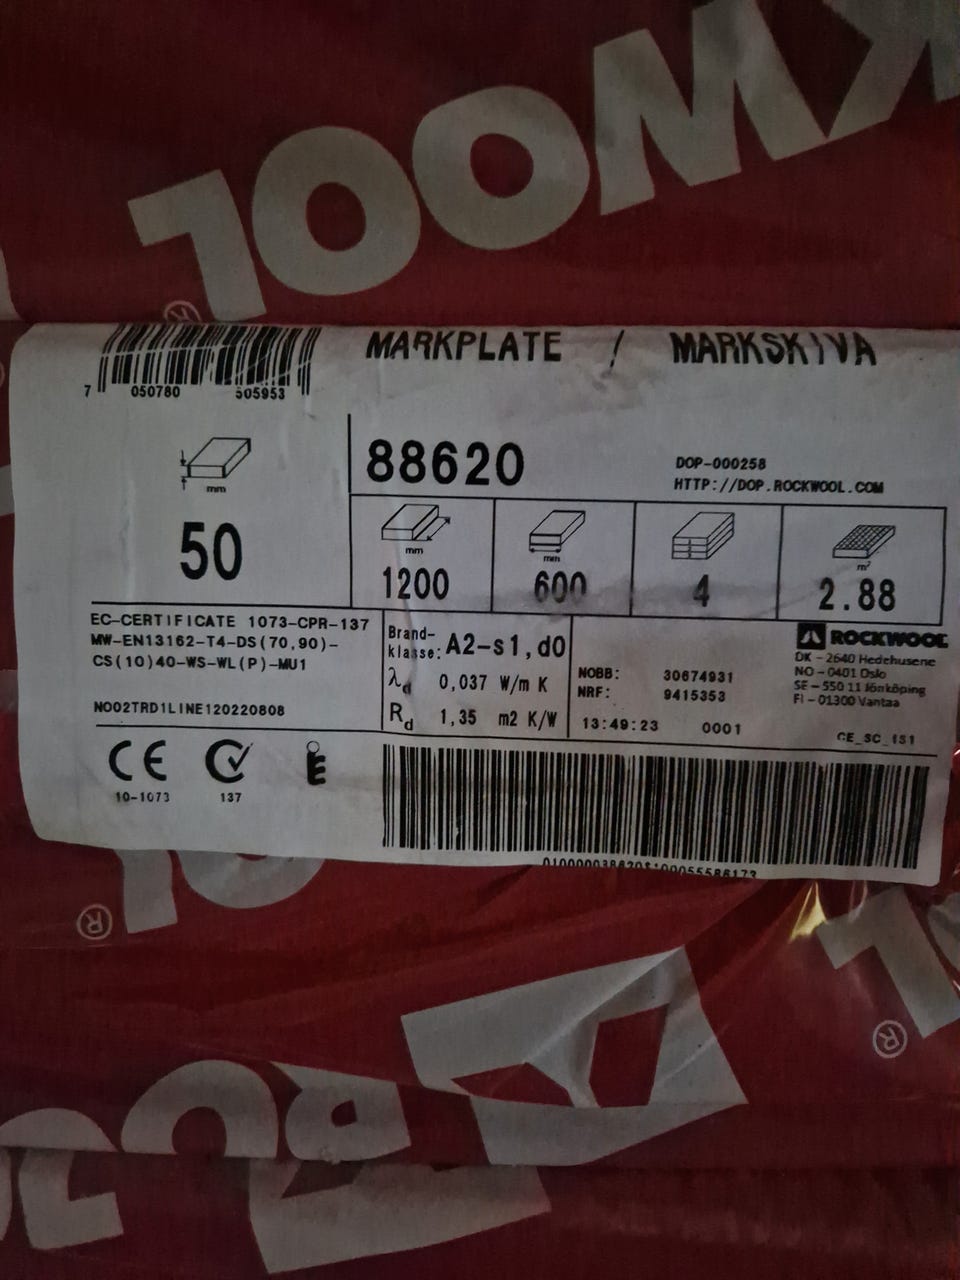 ROCKWOOL
®
MARKPLATE / MARKSKIVA
7 050780 505953
88620
DOP-000258
HTTP://DOP.ROCKWOOL.COM
mm
50
mm
1200
mm
600
4
m²
2.88
EC-CERTIFICATE 1073-CPR-137
MW-EN13162-T4-DS(70,90)-
CS(10)40-WS-WL(P)-MU1
NO02TRD1LINE120220808
Brand-
klasse: A2-s1,d0
λd 0,037 W/m K
Rd 1,35 m2 K/W
NOBB: 30674931
NRF: 9415353
13:49:23 0001
ROCKWOOL
DK - 2640 Hedehusene
NO - 0401 Oslo
SE - 550 11 Jönköping
FI - 01300 Vantaa
CE_SC_1S1
CE
10-1073
137
®
®